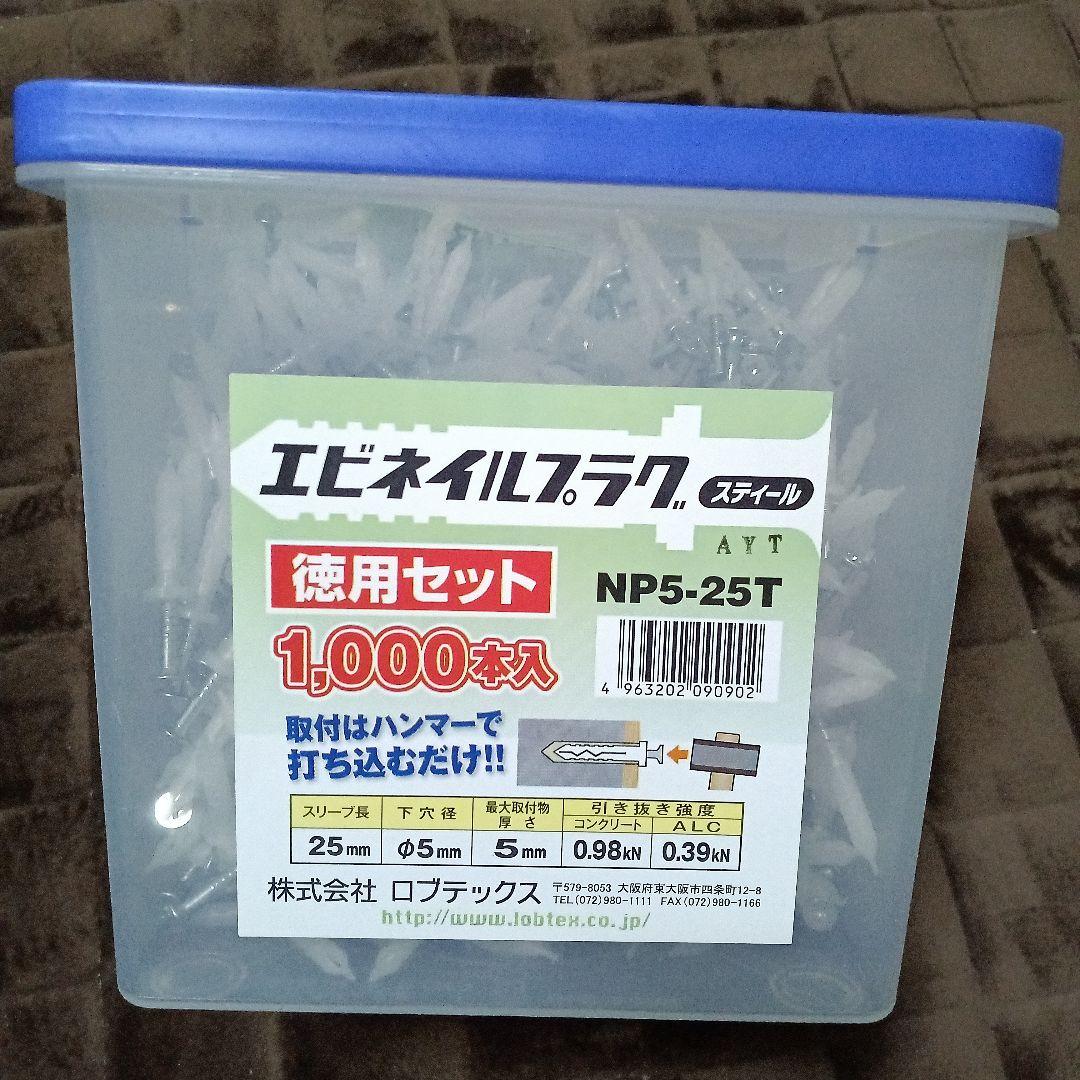 エビネイルプラグ スティール
AYT
徳用セット
NP5-25T
1,000本入
4 963202 090902
取付はハンマーで
打ち込むだけ!!
スリーブ長 下穴径 最大取付物厚さ 引き抜き強度
コンクリート ALC
25mm φ5mm 5mm 0.98kN 0.39kN
株式会社 ロブテックス 〒579-8053 大阪府東大阪市四条町12-8
TEL(072)980-1111 FAX(072)980-1166
http://www.lobtex.co.jp/